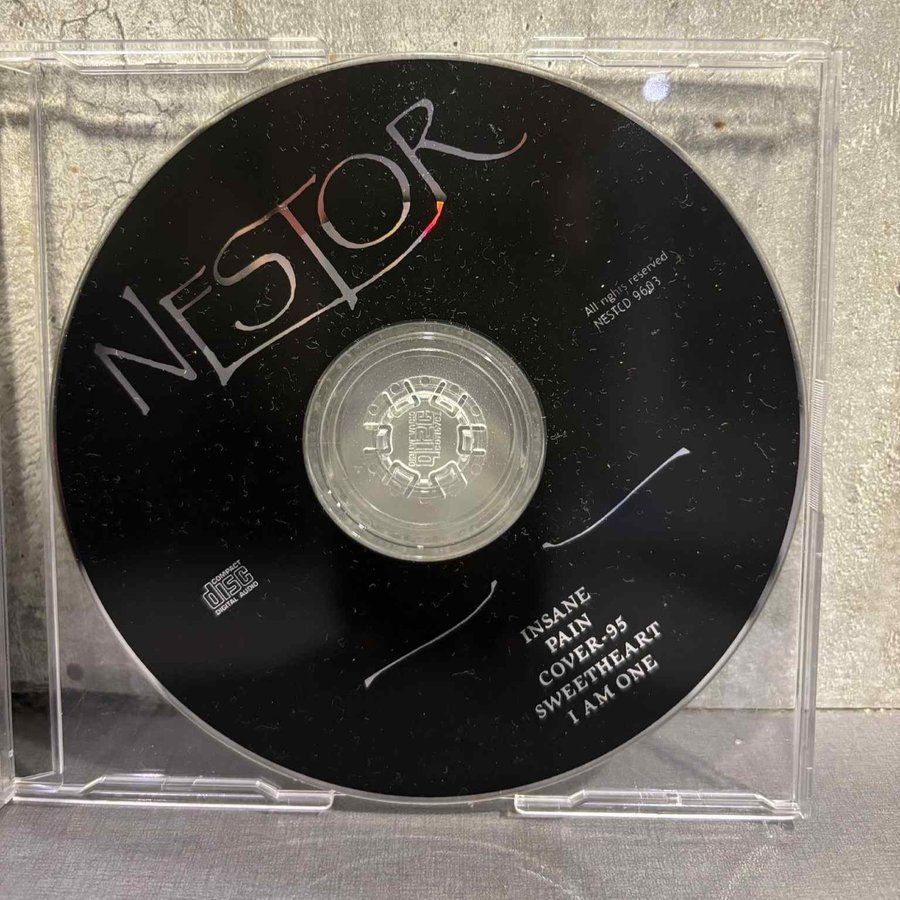 NESTOR
All rights reserved
NESTCD 9603
COMPACT
disc
DIGITAL AUDIO
INSANE
PAIN
COVER-95
SWEETHEART
I AM ONE